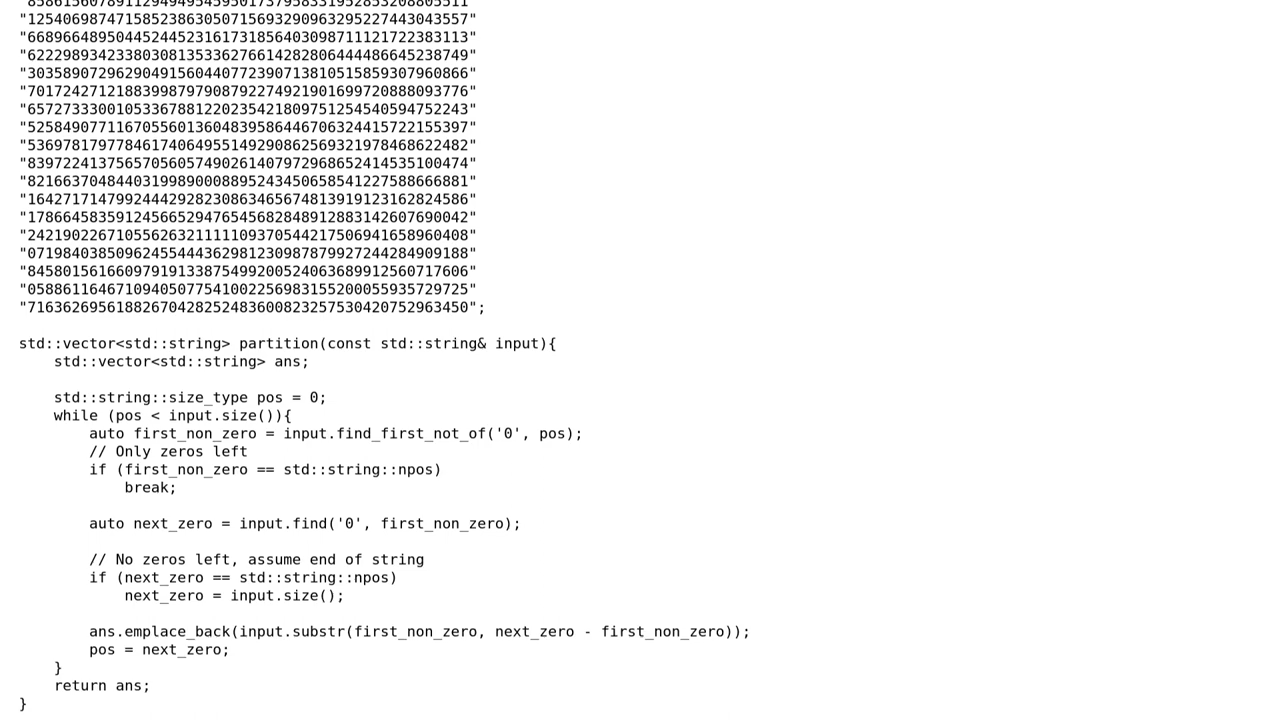 "85861560789112949495459501737958331952853208805511"
"12540698747158523863050715693290963295227443043557"
"66896648950445244523161731856403098711121722383113"
"62229893423380308135336276614282806444486645238749"
"30358907296290491560440772390713810515859307960866"
"70172427121883998797908792274921901699720888093776"
"65727333001053367881220235421809751254540594752243"
"52584907711670556013604839586446706324415722155397"
"53697817977846174064955149290862569321978468622482"
"83972241375657056057490261407972968652414535100474"
"82166370484403199890008895243450658541227588666881"
"16427171479924442928230863465674813919123162824586"
"17866458359124566529476545682848912883142607690042"
"24219022671055626321111109370544217506941658960408"
"07198403850962455444362981230987879927244284909188"
"84580156166097919133875499200524063689912560717606"
"05886116467109405077541002256983155200055935729725"
"71636269561882670428252483600823257530420752963450";
std::vector<std::string> partition(const std::string& input){
    std::vector<std::string> ans;
    std::string::size_type pos = 0;
    while (pos < input.size()){
        auto first_non_zero = input.find_first_not_of('0', pos);
        // Only zeros left
        if (first_non_zero == std::string::npos)
            break;
        auto next_zero = input.find('0', first_non_zero);
        // No zeros left, assume end of string
        if (next_zero == std::string::npos)
            next_zero = input.size();
        ans.emplace_back(input.substr(first_non_zero, next_zero - first_non_zero));
        pos = next_zero;
    }
    return ans;
}